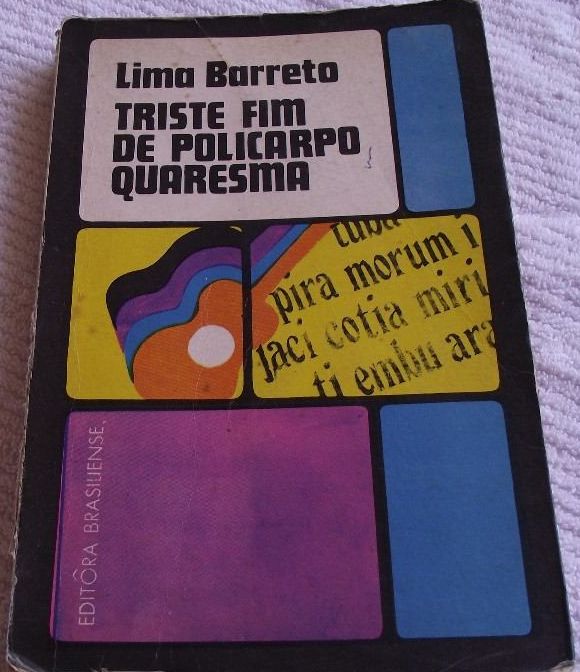 Lima Barreto
TRISTE FIM
DE POLICARPO
QUARESMA
tuba
pira morum i
jaci cotia miri
ti embu ara
EDITÔRA BRASILIENSE.